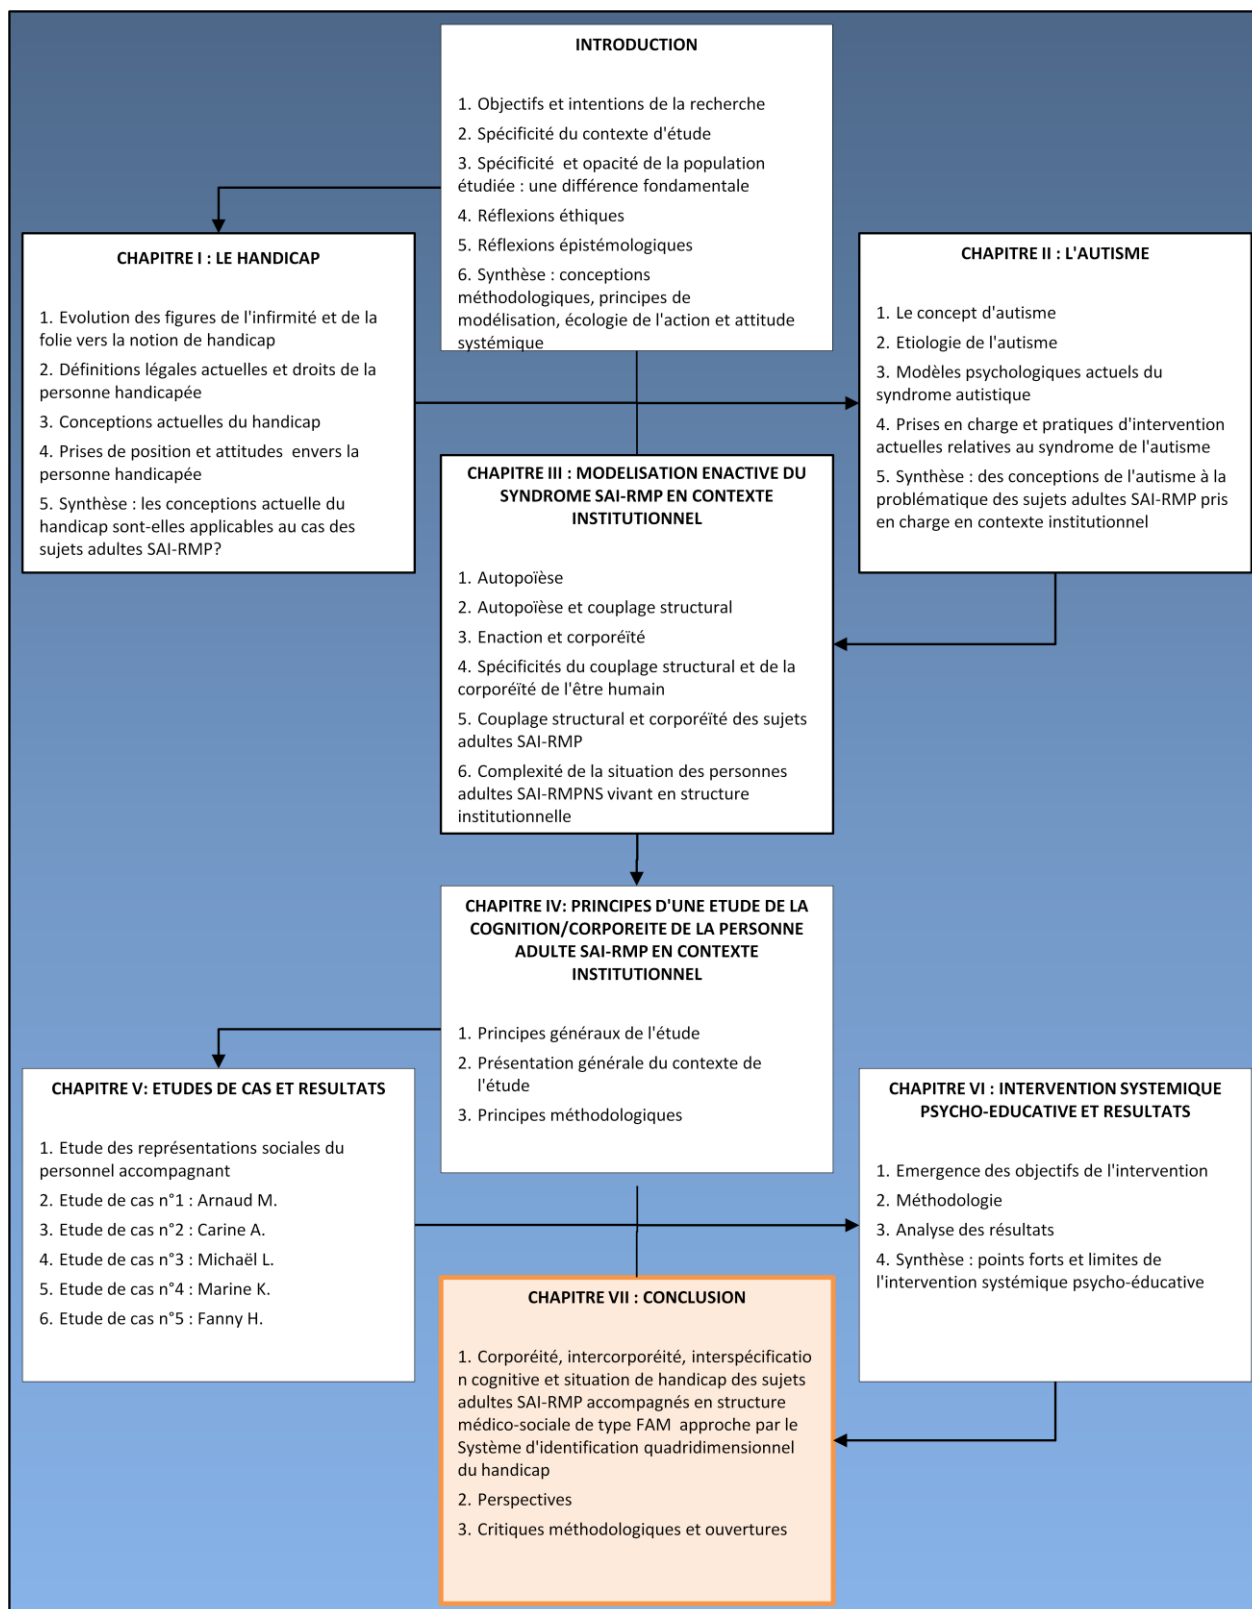 INTRODUCTION
1. Objectifs et intentions de la recherche
2. Spécificité du contexte d'étude
3. Spécificité  et opacité de la population
étudiée : une différence fondamentale
4. Réflexions éthiques
5. Réflexions épistémologiques
6. Synthèse : conceptions
méthodologiques, principes de
modélisation, écologie de l'action et attitude
systémique
CHAPITRE I : LE HANDICAP
1. Evolution des figures de l'infirmité et de la
folie vers la notion de handicap
2. Définitions légales actuelles et droits de la
personne handicapée
3. Conceptions actuelles du handicap
4. Prises de position et attitudes  envers la
personne handicapée
5. Synthèse : les conceptions actuelle du
handicap sont-elles applicables au cas des
sujets adultes SAI-RMP?
CHAPITRE II : L'AUTISME
1. Le concept d'autisme
2. Etiologie de l'autisme
3. Modèles psychologiques actuels du
syndrome autistique
4. Prises en charge et pratiques d'intervention
actuelles relatives au syndrome de l'autisme
5. Synthèse : des conceptions de l'autisme à la
problématique des sujets adultes SAI-RMP pris
en charge en contexte institutionnel
CHAPITRE III : MODELISATION ENACTIVE DU
SYNDROME SAI-RMP EN CONTEXTE
INSTITUTIONNEL
1. Autopoïèse
2. Autopoïèse et couplage structural
3. Enaction et corporéïté
4. Spécificités du couplage structural et de la
corporéïté de l'être humain
5. Couplage structural et corporéïté des sujets
adultes SAI-RMP
6. Complexité de la situation des personnes
adultes SAI-RMPNS vivant en structure
institutionnelle
CHAPITRE IV: PRINCIPES D'UNE ETUDE DE LA
COGNITION/CORPOREITE DE LA PERSONNE
ADULTE SAI-RMP EN CONTEXTE
INSTITUTIONNEL
1. Principes généraux de l'étude
2. Présentation générale du contexte de
l'étude
3. Principes méthodologiques
CHAPITRE V: ETUDES DE CAS ET RESULTATS
1. Etude des représentations sociales du
personnel accompagnant
2. Etude de cas n°1 : Arnaud M.
3. Etude de cas n°2 : Carine A.
4. Etude de cas n°3 : Michaël L.
5. Etude de cas n°4 : Marine K.
6. Etude de cas n°5 : Fanny H.
CHAPITRE VI : INTERVENTION SYSTEMIQUE
PSYCHO-EDUCATIVE ET RESULTATS
1. Emergence des objectifs de l'intervention
2. Méthodologie
3. Analyse des résultats
4. Synthèse : points forts et limites de
l'intervention systémique psycho-éducative
CHAPITRE VII : CONCLUSION
1. Corporéité, intercorporéité, interspécificatio
n cognitive et situation de handicap des sujets
adultes SAI-RMP accompagnés en structure
médico-sociale de type FAM  approche par le
Système d'identification quadridimensionnel
du handicap
2. Perspectives
3. Critiques méthodologiques et ouvertures